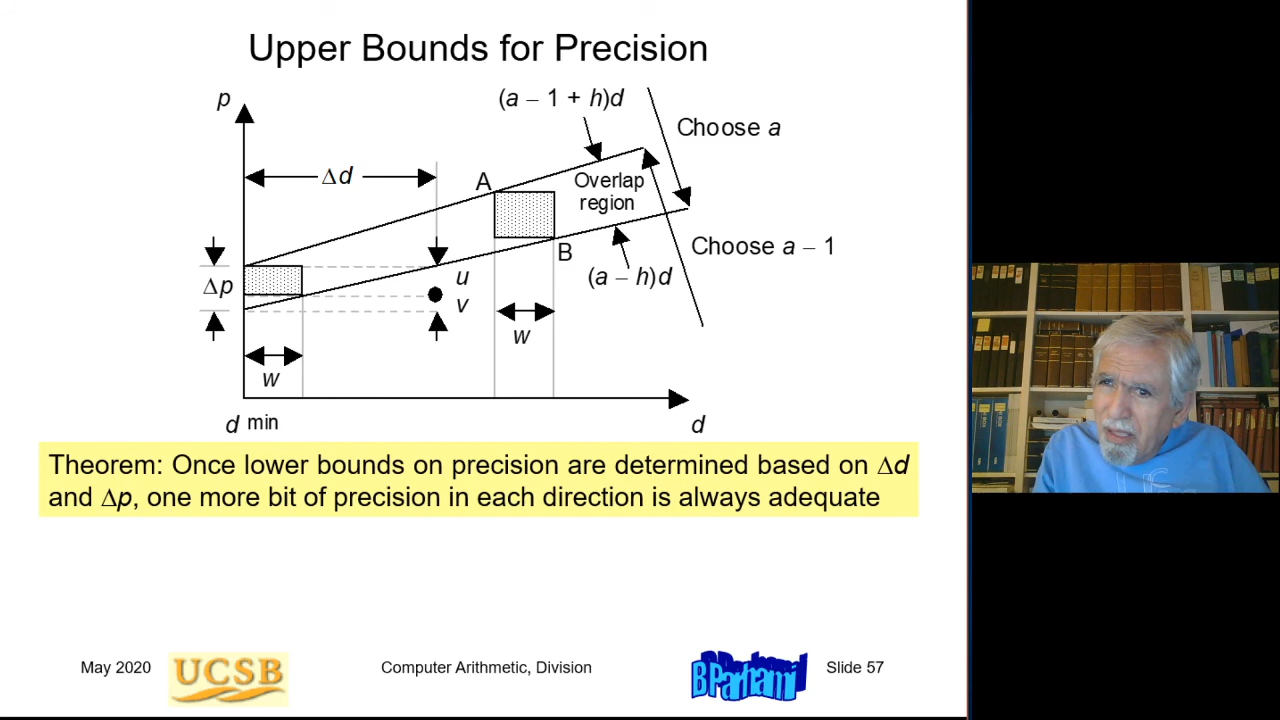 Upper Bounds for Precision
p
(a – 1 + h)d
Choose a
Δd
A
Overlap
region
Choose a – 1
B
(a – h)d
Δp
u
v
w
w
d min
d
Theorem: Once lower bounds on precision are determined based on Δd
and Δp, one more bit of precision in each direction is always adequate
May 2020
UCSB
Computer Arithmetic, Division
B Parhami
Slide 57